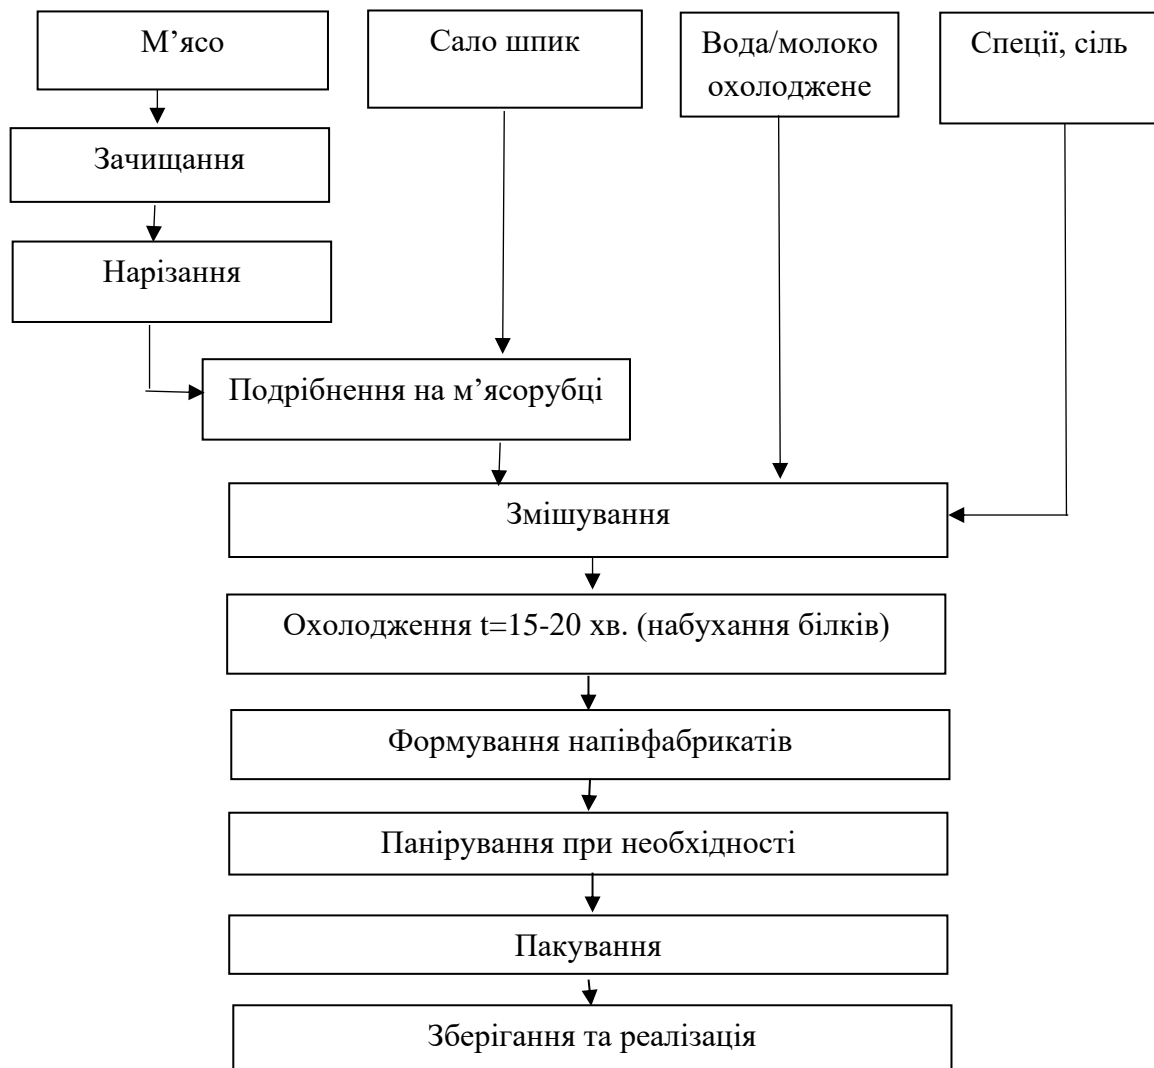 М’ясо
Сало шпик
Вода/молоко
охолоджене
Спеції, сіль
Зачищання
Нарізання
Подрібнення на м’ясорубці
Змішування
Охолодження t=15-20 хв. (набухання білків)
Формування напівфабрикатів
Панірування при необхідності
Пакування
Зберігання та реалізація